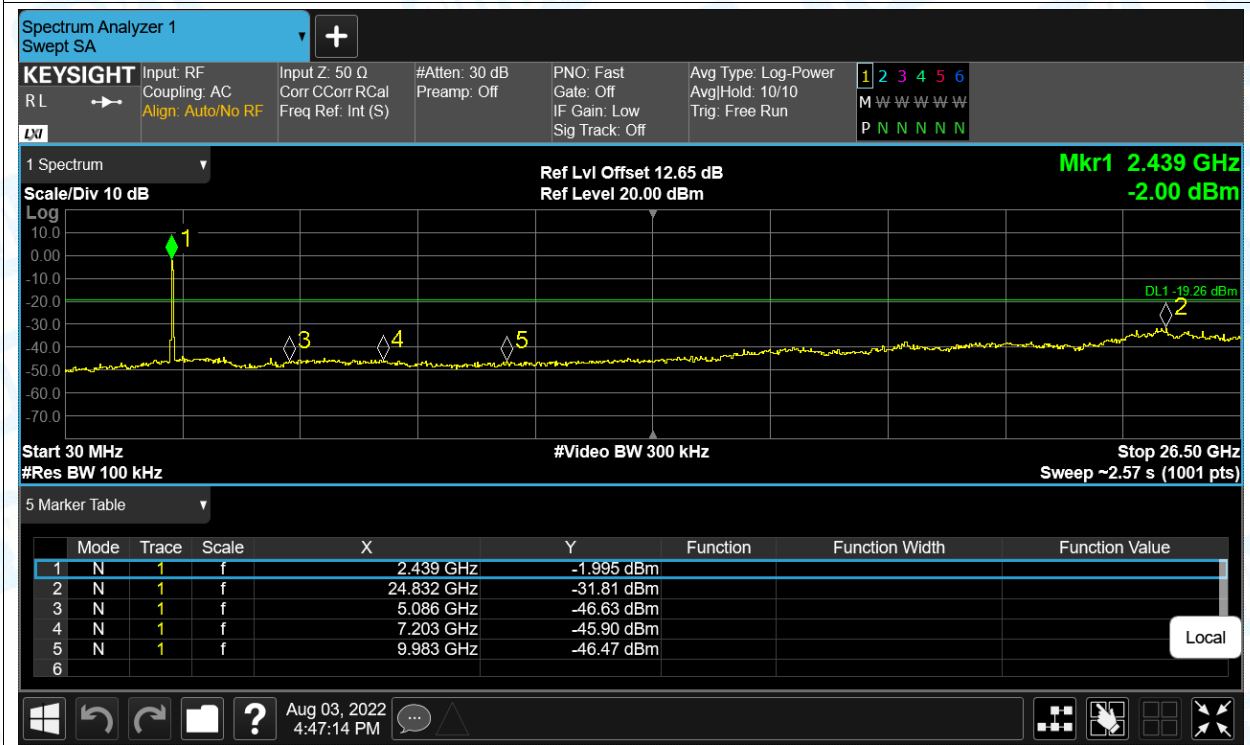 Spectrum Analyzer 1
Swept SA
KEYSIGHT
R L
LXI
Input: RF
Coupling: AC
Align: Auto/No RF
Input Z: 50 Ω
Corr CCorr RCal
Freq Ref: Int (S)
#Atten: 30 dB
Preamp: Off
PNO: Fast
Gate: Off
IF Gain: Low
Sig Track: Off
Avg Type: Log-Power
Avg|Hold: 10/10
Trig: Free Run
1 2 3 4 5 6
M W W W W W
P N N N N N
1 Spectrum
Scale/Div 10 dB
Ref Lvl Offset 12.65 dB
Ref Level 20.00 dBm
Mkr1 2.439 GHz
-2.00 dBm
Log
10.0
0.00
-10.0
-20.0
-30.0
-40.0
-50.0
-60.0
-70.0
1
3
4
5
DL1 -19.26 dBm
2
Start 30 MHz
#Video BW 300 kHz
Stop 26.50 GHz
#Res BW 100 kHz
Sweep ~2.57 s (1001 pts)
5 Marker Table
Mode Trace Scale X Y Function Function Width Function Value
1 N 1 f 2.439 GHz -1.995 dBm
2 N 1 f 24.832 GHz -31.81 dBm
3 N 1 f 5.086 GHz -46.63 dBm
4 N 1 f 7.203 GHz -45.90 dBm
5 N 1 f 9.983 GHz -46.47 dBm
6
Local
?
Aug 03, 2022
4:47:14 PM